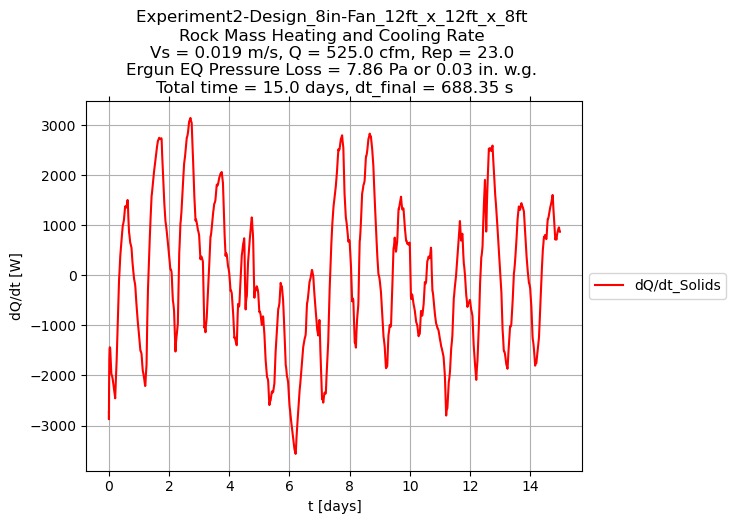 Experiment2-Design_8in-Fan_12ft_x_12ft_x_8ft
Rock Mass Heating and Cooling Rate
Vs = 0.019 m/s, Q = 525.0 cfm, Rep = 23.0
Ergun EQ Pressure Loss = 7.86 Pa or 0.03 in. w.g.
Total time = 15.0 days, dt_final = 688.35 s
3000
2000
1000
0
−1000
−2000
−3000
dQ/dt [W]
0 2 4 6 8 10 12 14
t [days]
dQ/dt_Solids